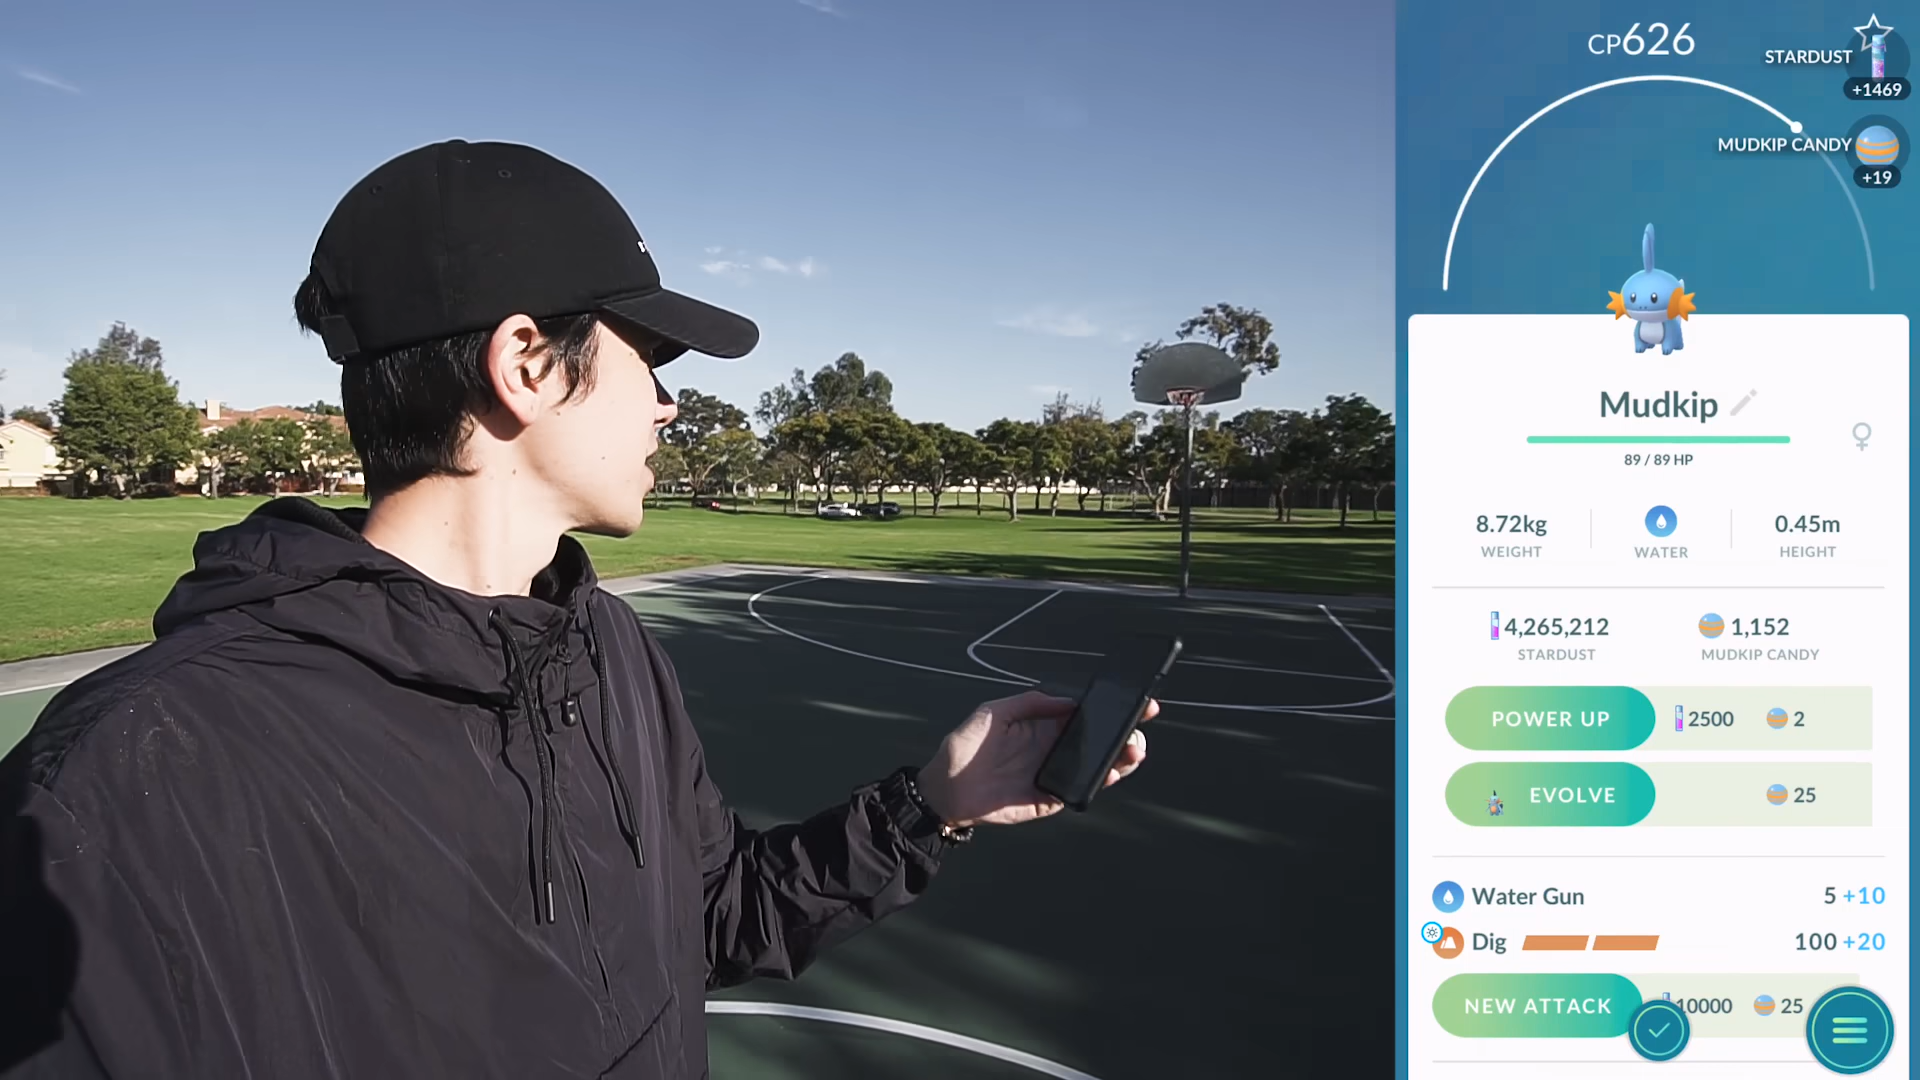 CP626
STARDUST
+1469
MUDKIP CANDY
+19
Mudkip
89 / 89 HP
8.72kg
WEIGHT
WATER
0.45m
HEIGHT
4,265,212
STARDUST
1,152
MUDKIP CANDY
POWER UP 2500 2
EVOLVE 25
Water Gun 5 +10
Dig 100 +20
NEW ATTACK 10000 25